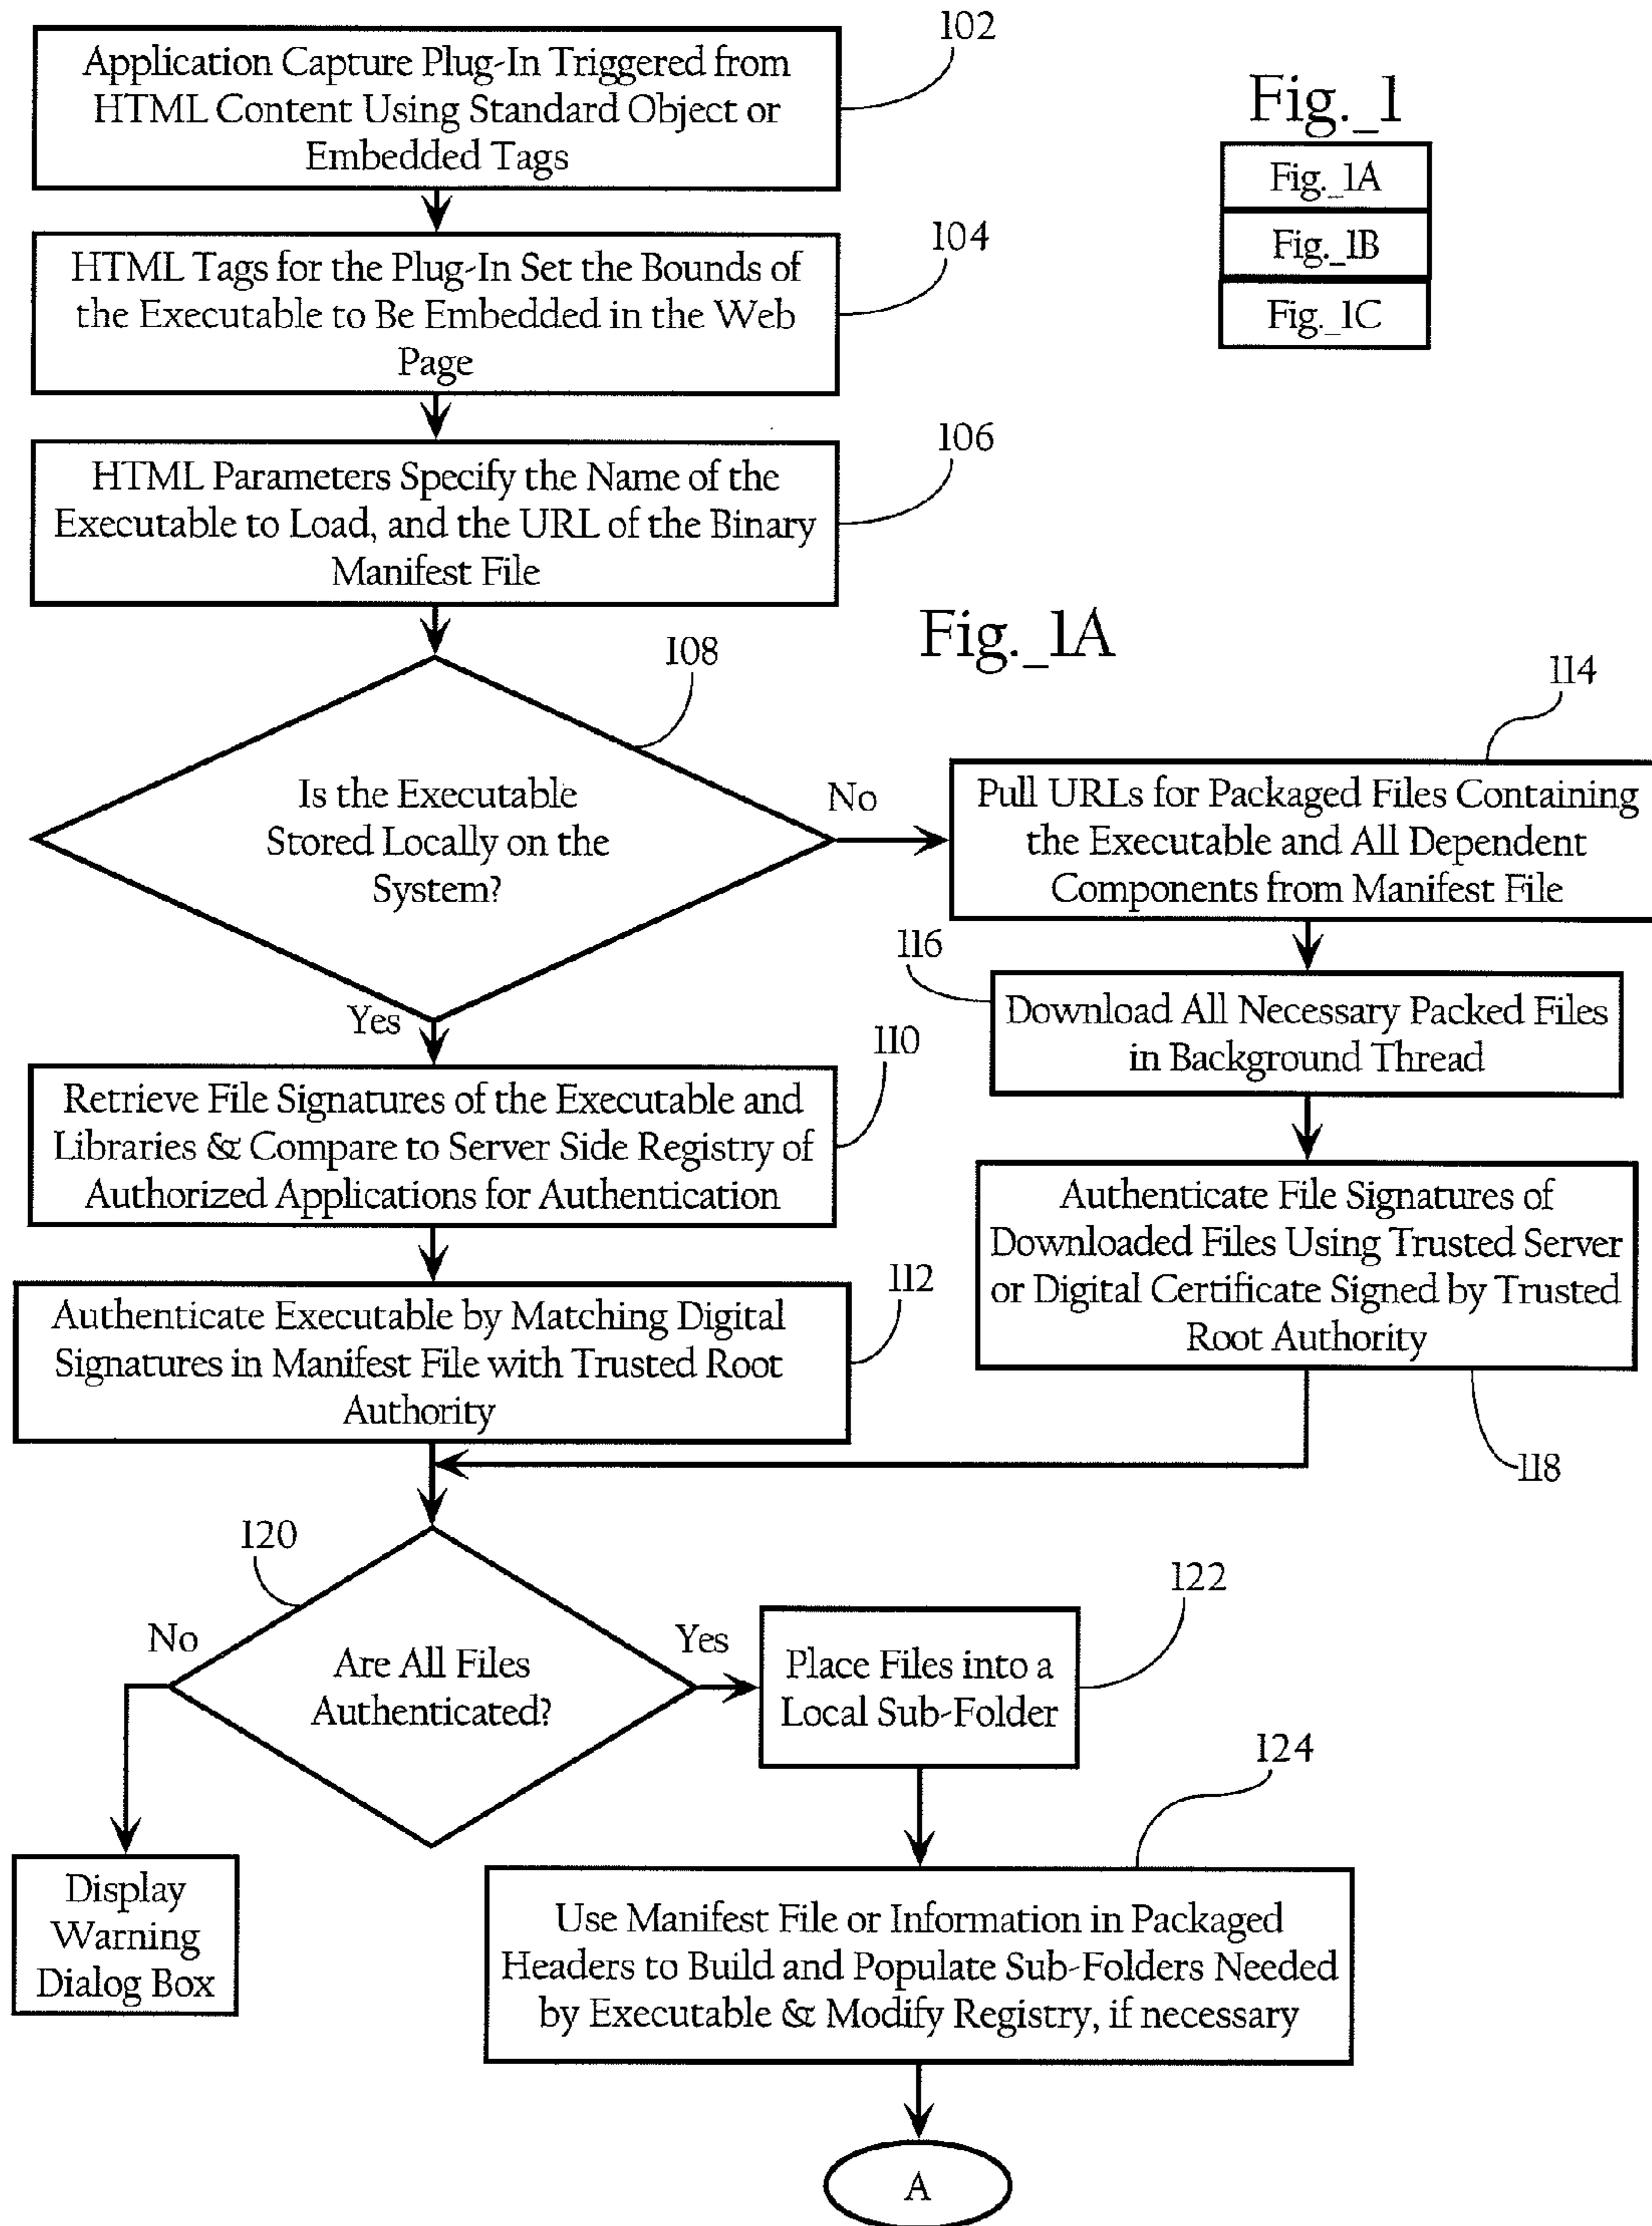 102
Application Capture Plug-In Triggered from
HTML Content Using Standard Object or
Embedded Tags
Fig._1
Fig._1A
Fig._1B
Fig._1C
104
HTML Tags for the Plug-In Set the Bounds of
the Executable to Be Embedded in the Web
Page
106
HTML Parameters Specify the Name of the
Executable to Load, and the URL of the Binary
Manifest File
Fig._1A
108
Is the Executable
Stored Locally on the
System?
No
Yes
114
Pull URLs for Packaged Files Containing
the Executable and All Dependent
Components from Manifest File
116
Download All Necessary Packed Files
in Background Thread
110
Retrieve File Signatures of the Executable and
Libraries & Compare to Server Side Registry of
Authorized Applications for Authentication
Authenticate File Signatures of
Downloaded Files Using Trusted Server
or Digital Certificate Signed by Trusted
Root Authority
118
112
Authenticate Executable by Matching Digital
Signatures in Manifest File with Trusted Root
Authority
120
Are All Files
Authenticated?
No
Yes
122
Place Files into a
Local Sub-Folder
124
Display
Warning
Dialog Box
Use Manifest File or Information in Packaged
Headers to Build and Populate Sub-Folders Needed
by Executable & Modify Registry, if necessary
A